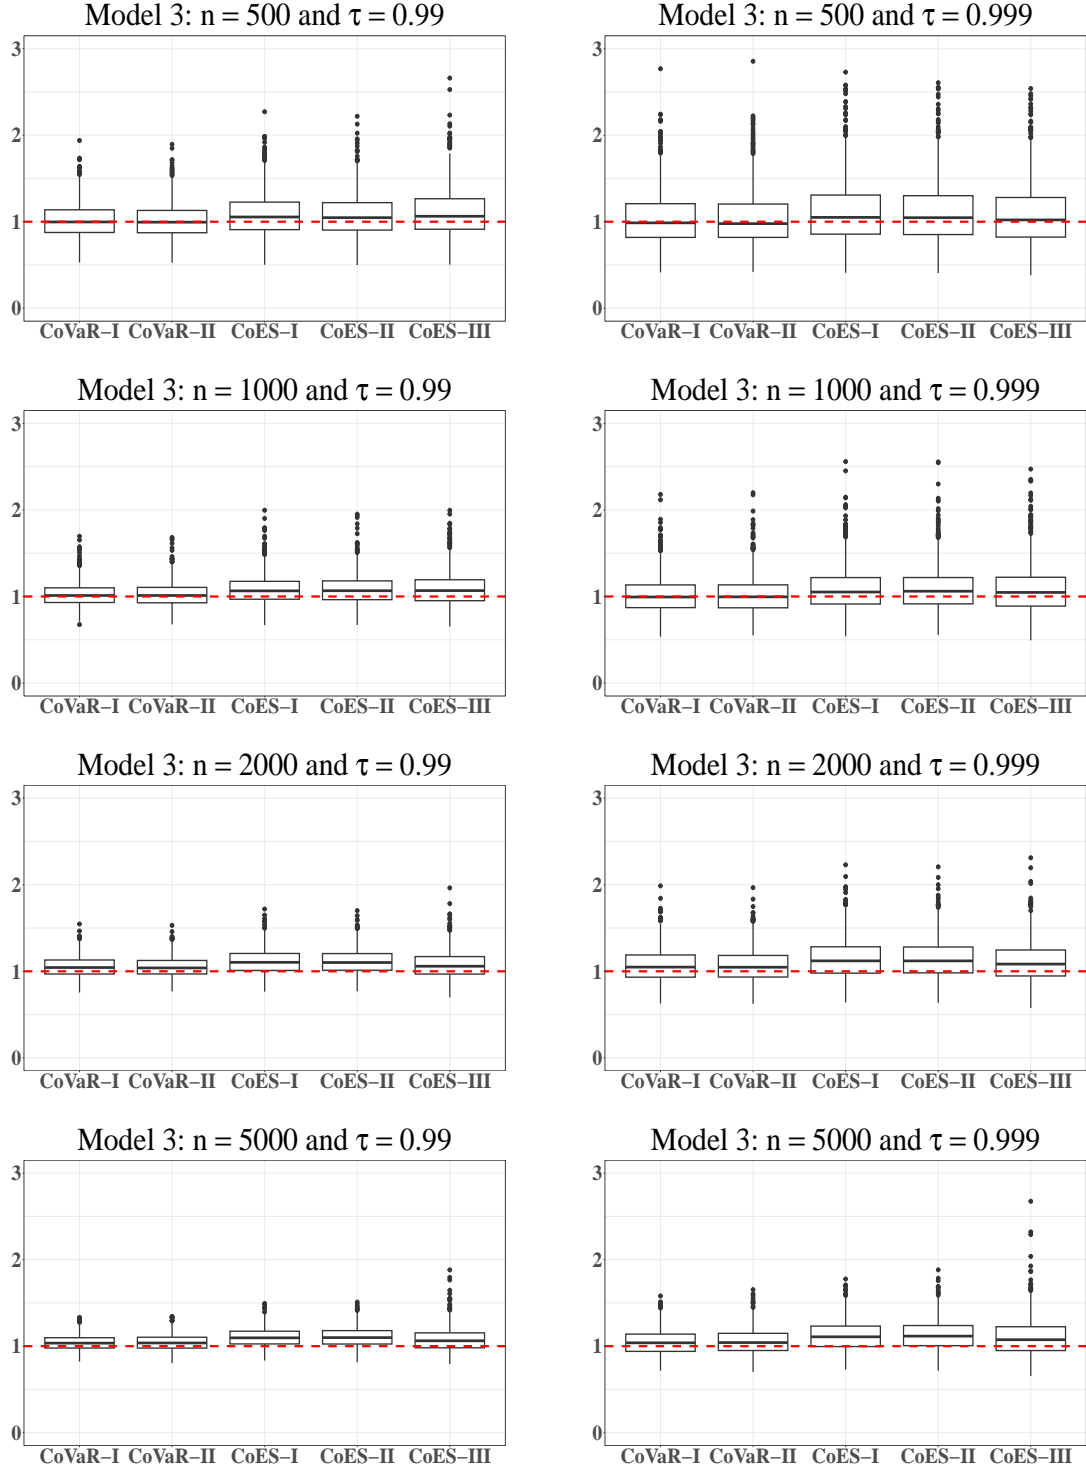 Model 3: n = 500 and τ = 0.99
3
2
1
0
CoVaR−I CoVaR−II CoES−I CoES−II CoES−III
Model 3: n = 500 and τ = 0.999
3
2
1
0
CoVaR−I CoVaR−II CoES−I CoES−II CoES−III
Model 3: n = 1000 and τ = 0.99
3
2
1
0
CoVaR−I CoVaR−II CoES−I CoES−II CoES−III
Model 3: n = 1000 and τ = 0.999
3
2
1
0
CoVaR−I CoVaR−II CoES−I CoES−II CoES−III
Model 3: n = 2000 and τ = 0.99
3
2
1
0
CoVaR−I CoVaR−II CoES−I CoES−II CoES−III
Model 3: n = 2000 and τ = 0.999
3
2
1
0
CoVaR−I CoVaR−II CoES−I CoES−II CoES−III
Model 3: n = 5000 and τ = 0.99
3
2
1
0
CoVaR−I CoVaR−II CoES−I CoES−II CoES−III
Model 3: n = 5000 and τ = 0.999
3
2
1
0
CoVaR−I CoVaR−II CoES−I CoES−II CoES−III